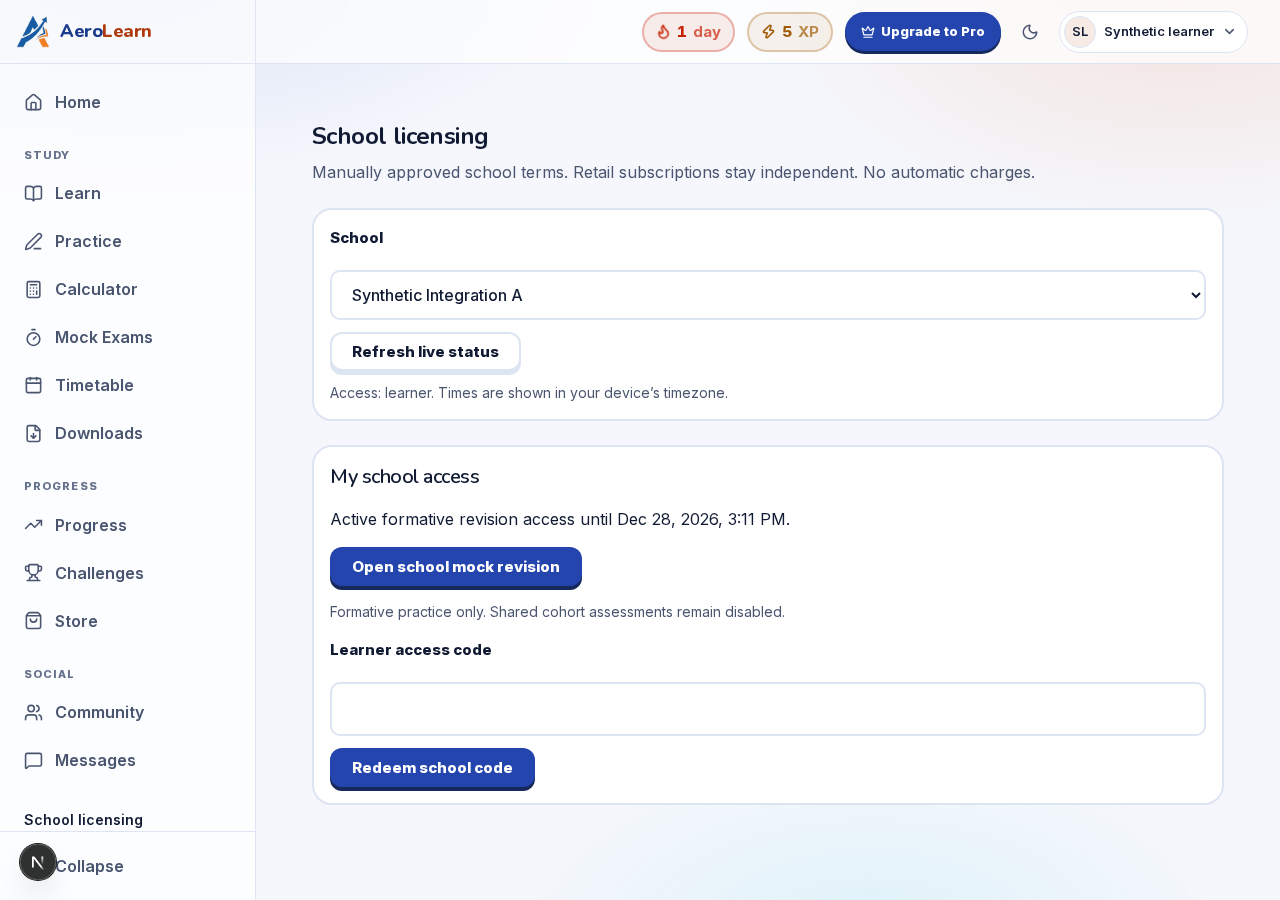 AeroLearn
1 day
5 XP
Upgrade to Pro
SL
Synthetic learner
Home
STUDY
Learn
Practice
Calculator
Mock Exams
Timetable
Downloads
PROGRESS
Progress
Challenges
Store
SOCIAL
Community
Messages
School licensing
N
Collapse
School licensing
Manually approved school terms. Retail subscriptions stay independent. No automatic charges.
School
Synthetic Integration A
Refresh live status
Access: learner. Times are shown in your device’s timezone.
My school access
Active formative revision access until Dec 28, 2026, 3:11 PM.
Open school mock revision
Formative practice only. Shared cohort assessments remain disabled.
Learner access code
Redeem school code